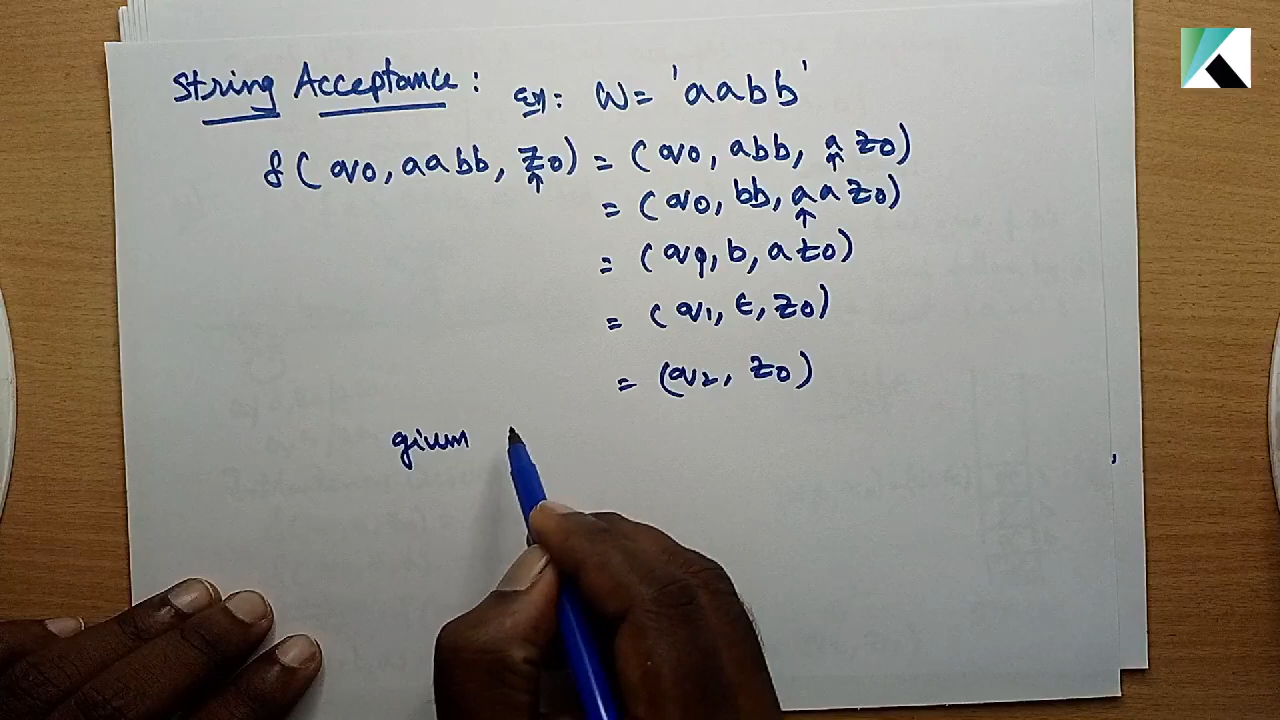 String Acceptance : Ex: W= 'aabb'
δ(q0, aabb, z0) = (q0, abb, a z0)
= (q0, bb, aaz0)
= (q1, b, az0)
= (q1, ε, z0)
= (q2, z0)
given